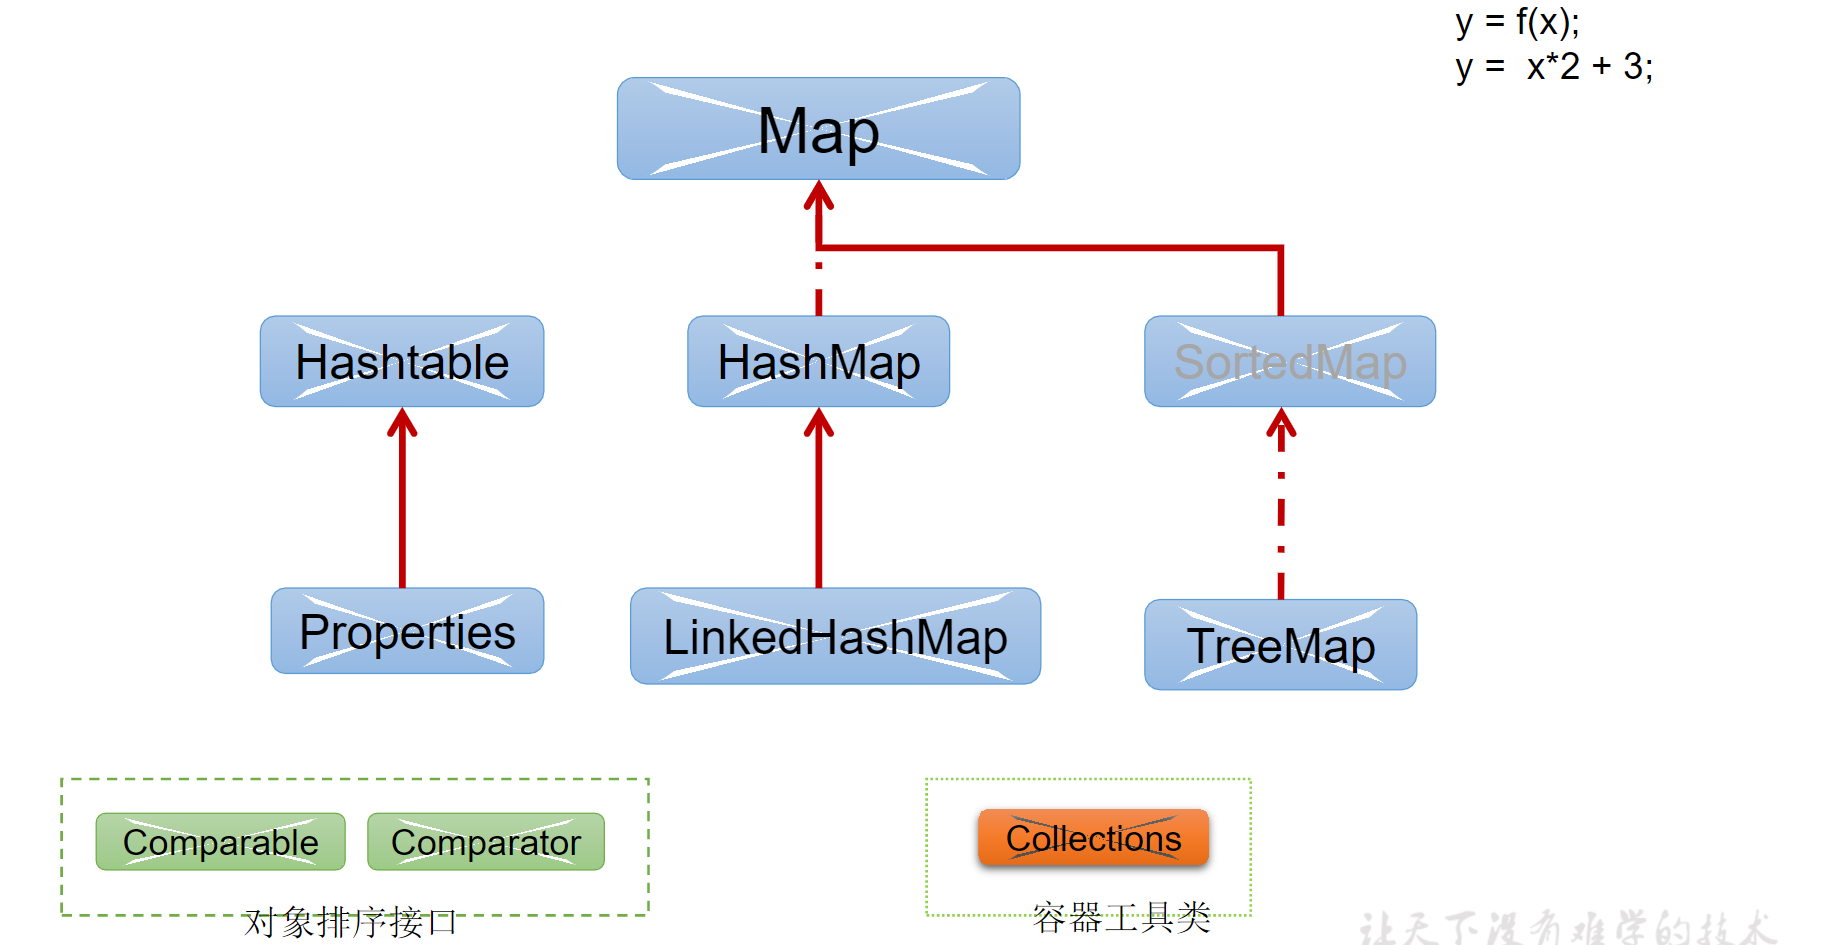 y = f(x);
y = x*2 + 3;
Map
Hashtable
HashMap
SortedMap
Properties
LinkedHashMap
TreeMap
Comparable
Comparator
Collections
对象排序接口
容器工具类
让天下没有难学的技术